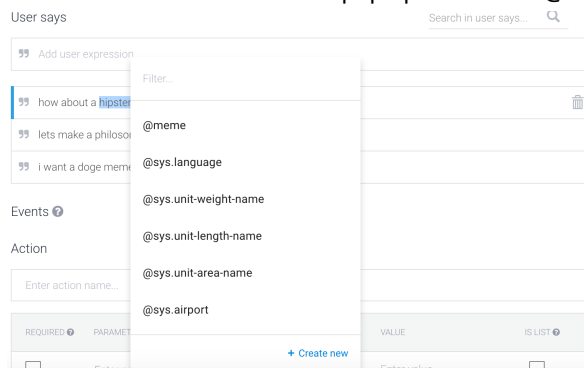 User says
Search in user says...
Add user expression
Filter...
how about a hipster
@meme
lets make a philoso
@sys.language
i want a doge meme
@sys.unit-weight-name
Events
@sys.unit-length-name
Action
@sys.unit-area-name
Enter action name...
@sys.airport
REQUIRED PARAMET VALUE IS LIST
+ Create new